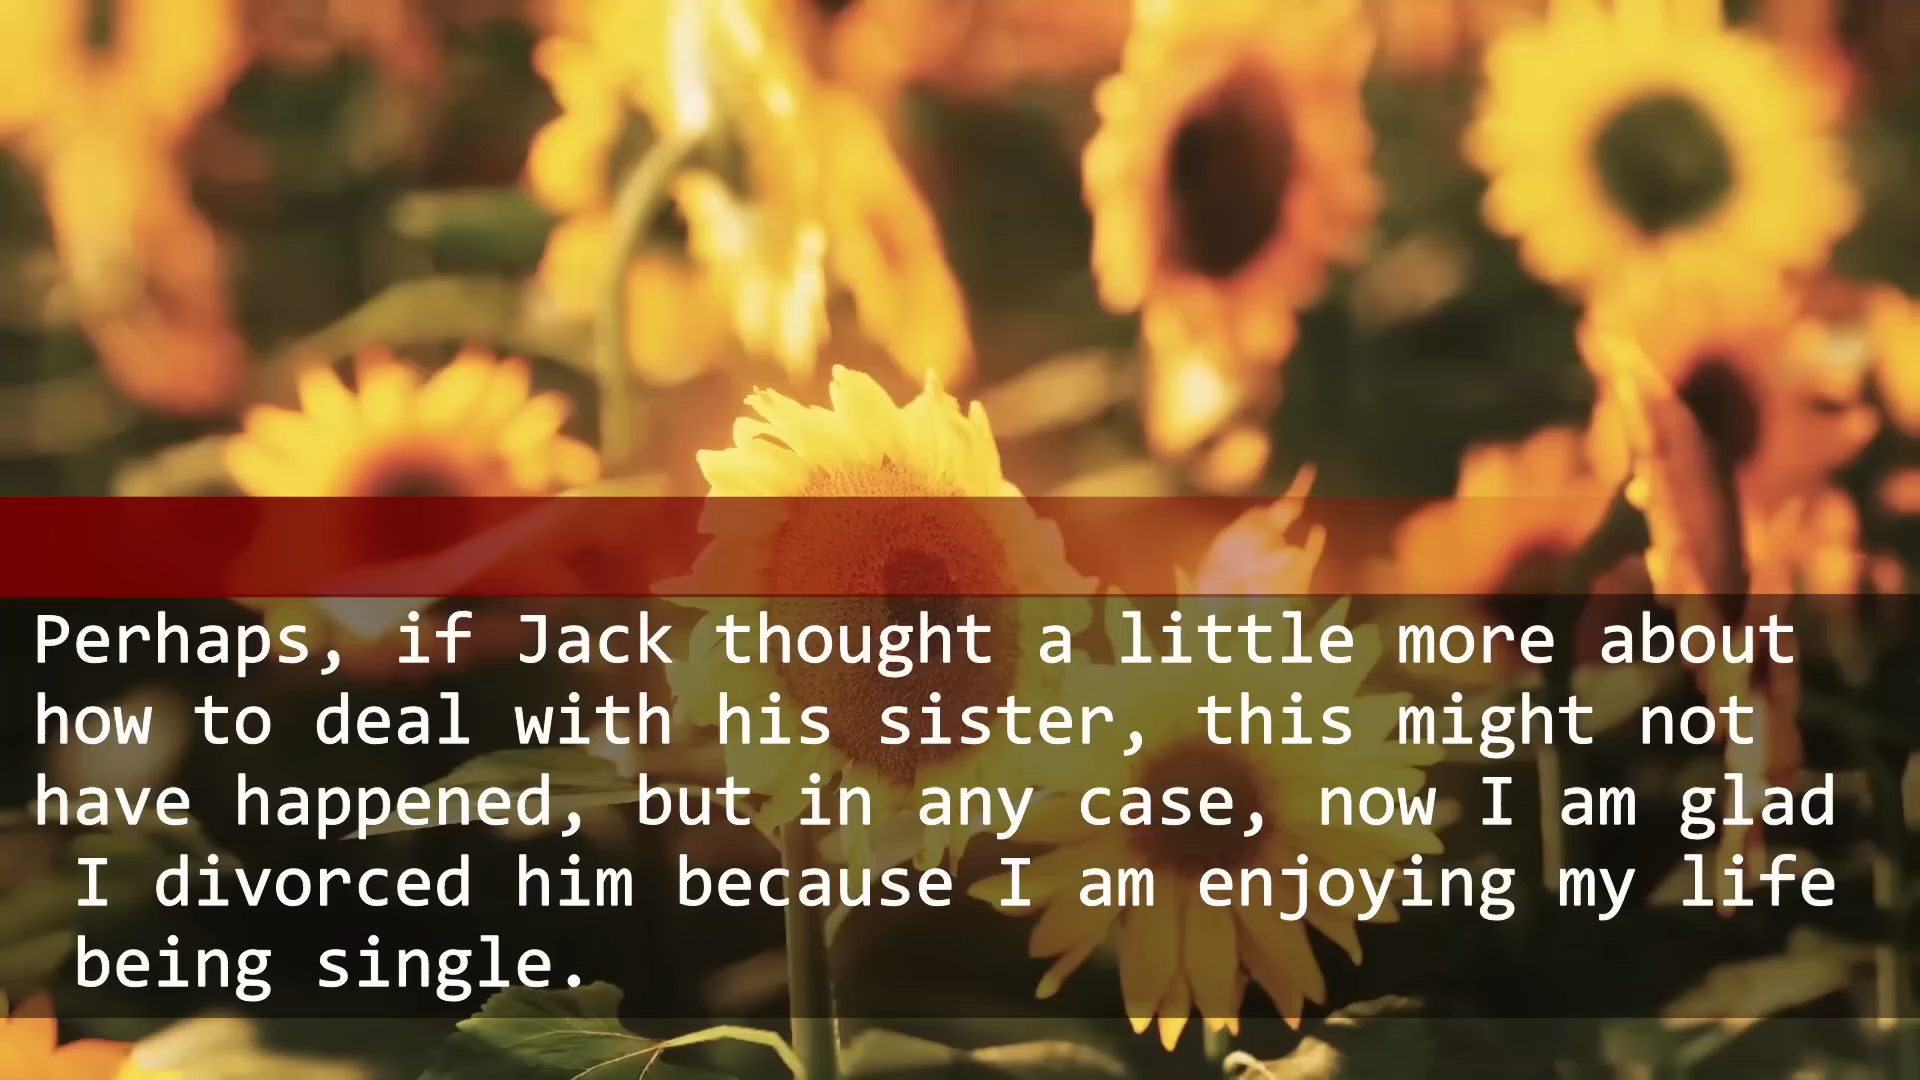 Perhaps, if Jack thought a little more about
how to deal with his sister, this might not
have happened, but in any case, now I am glad
I divorced him because I am enjoying my life
being single.